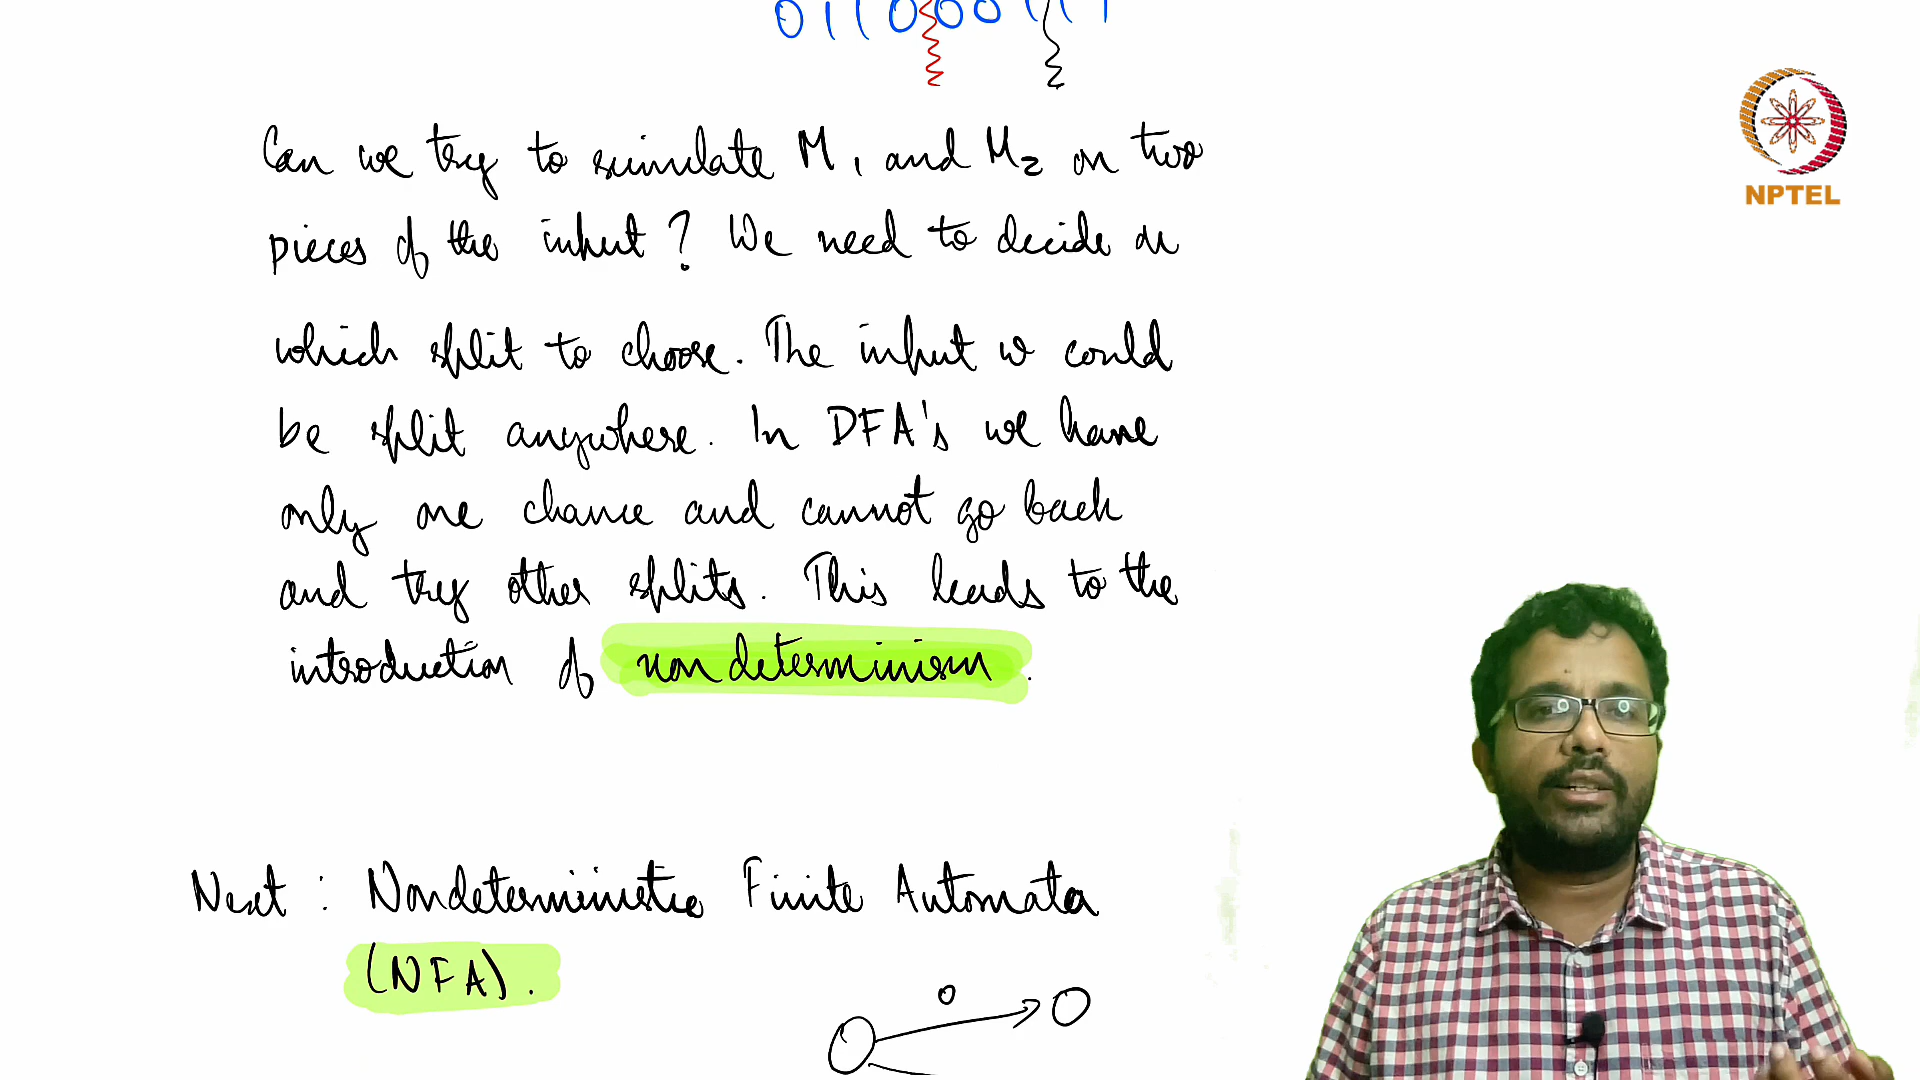 0110
NPTEL
Can we try to simulate M1 and M2 on two
pieces of the input? We need to decide on
which split to choose. The input w could
be split anywhere. In DFA's we have
only one chance and cannot go back
and try other splits. This leads to the
introduction of nondeterminism.
Next: Nondeterministic Finite Automata
(NFA).
0